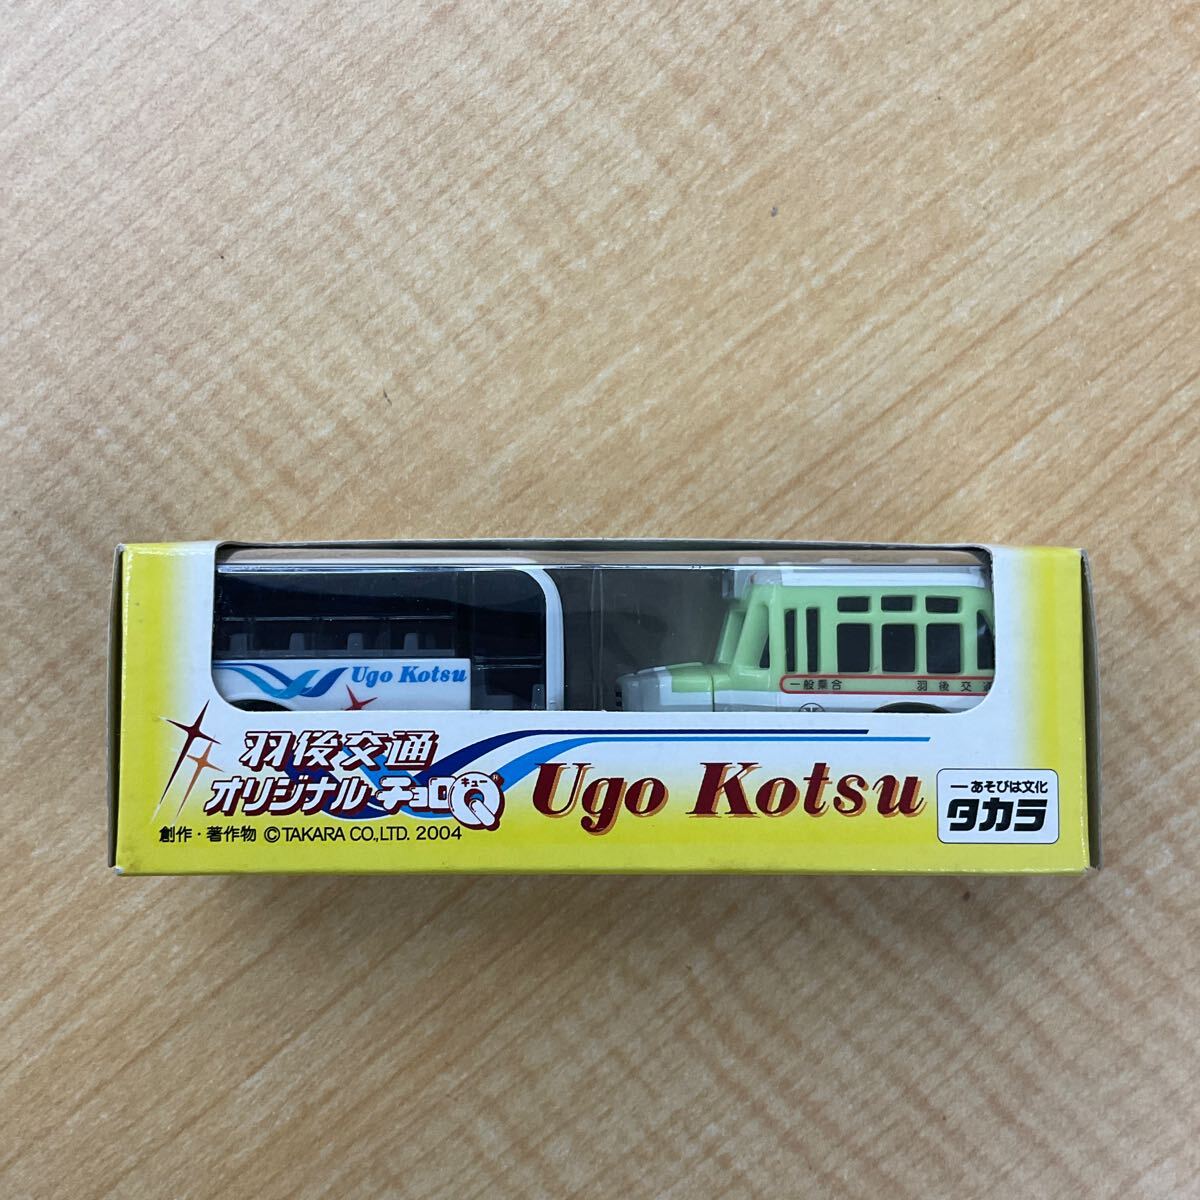 Ugo Kotsu
一般乗合 羽後交
羽後交通
オリジナル チョロQ キュー ®
創作・著作物 ©TAKARA CO.,LTD. 2004
Ugo Kotsu
ーあそびは文化
タカラ